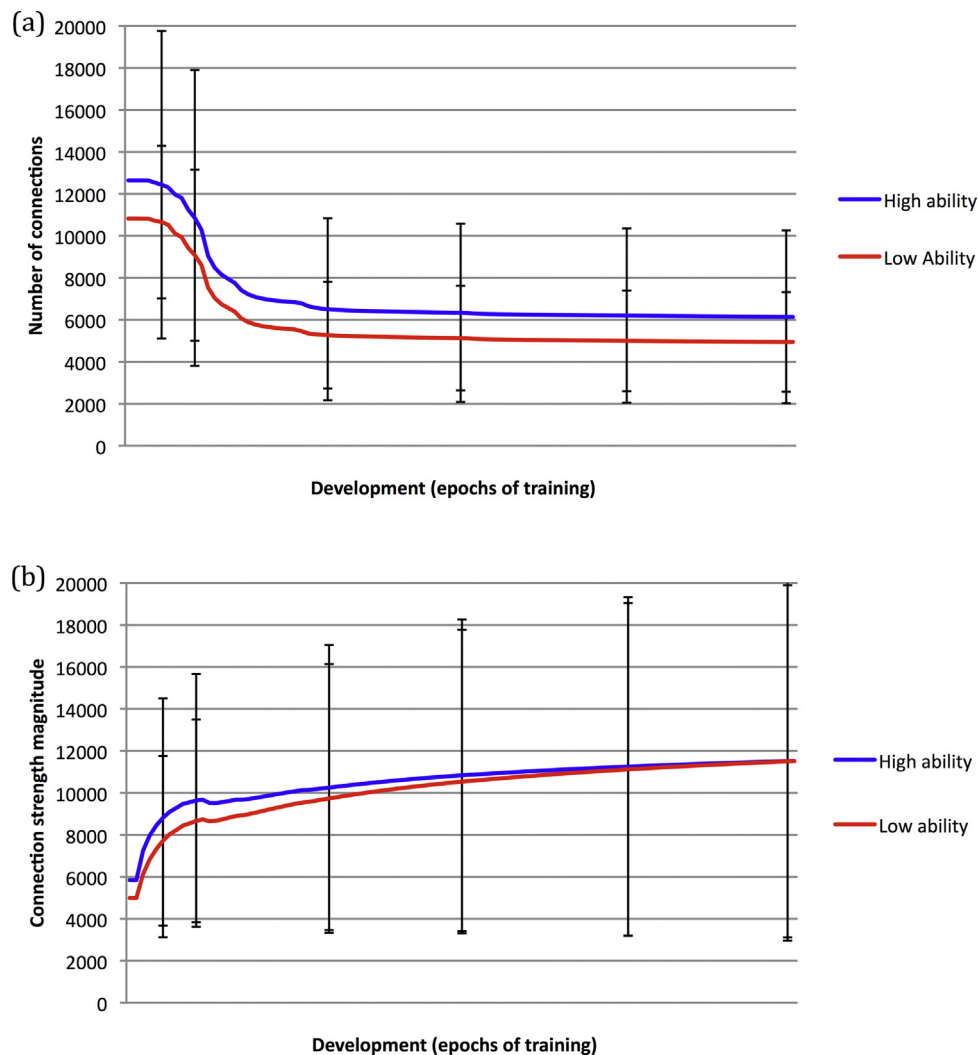 (a)
20000
18000
16000
14000
12000
10000
8000
6000
4000
2000
0
Number of connections
Development (epochs of training)
High ability
Low Ability
(b)
20000
18000
16000
14000
12000
10000
8000
6000
4000
2000
0
Connection strength magnitude
Development (epochs of training)
High ability
Low ability